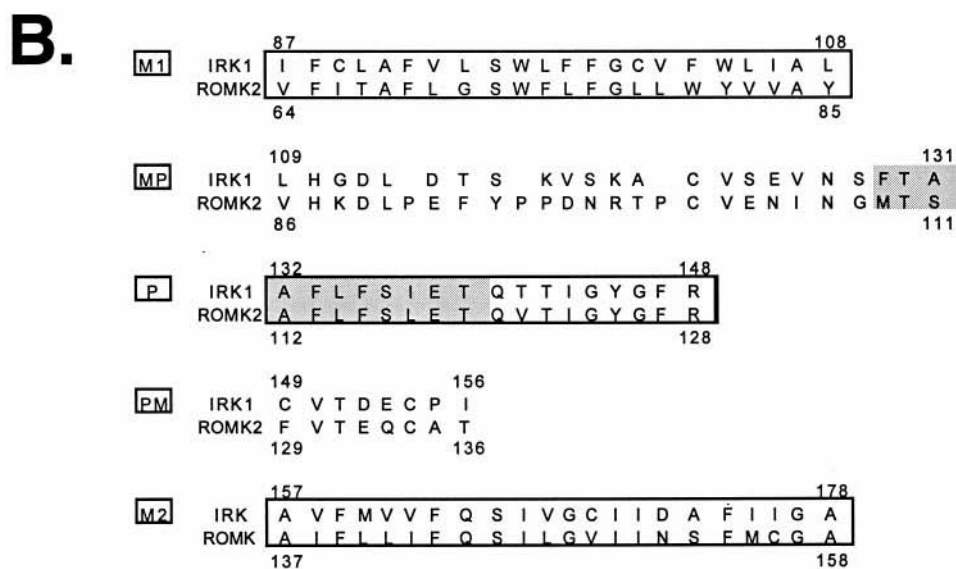 B.
87 108
M1 IRK1 I F C L A F V L S W L F F G C V F W L I A L
ROMK2 V F I T A F L G S W F L F G L L W Y V V A Y
64 85
109 131
MP IRK1 L H G D L D T S K V S K A C V S E V N S F T A
ROMK2 V H K D L P E F Y P P D N R T P C V E N I N G M T S
86 111
132 148
P IRK1 A F L F S I E T Q T T I G Y G F R
ROMK2 A F L F S L E T Q V T I G Y G F R
112 128
149 156
PM IRK1 C V T D E C P I
ROMK2 F V T E Q C A T
129 136
157 178
M2 IRK A V F M V V F Q S I V G C I I D A F I I G A
ROMK A I F L L I F Q S I L G V I I N S F M C G A
137 158